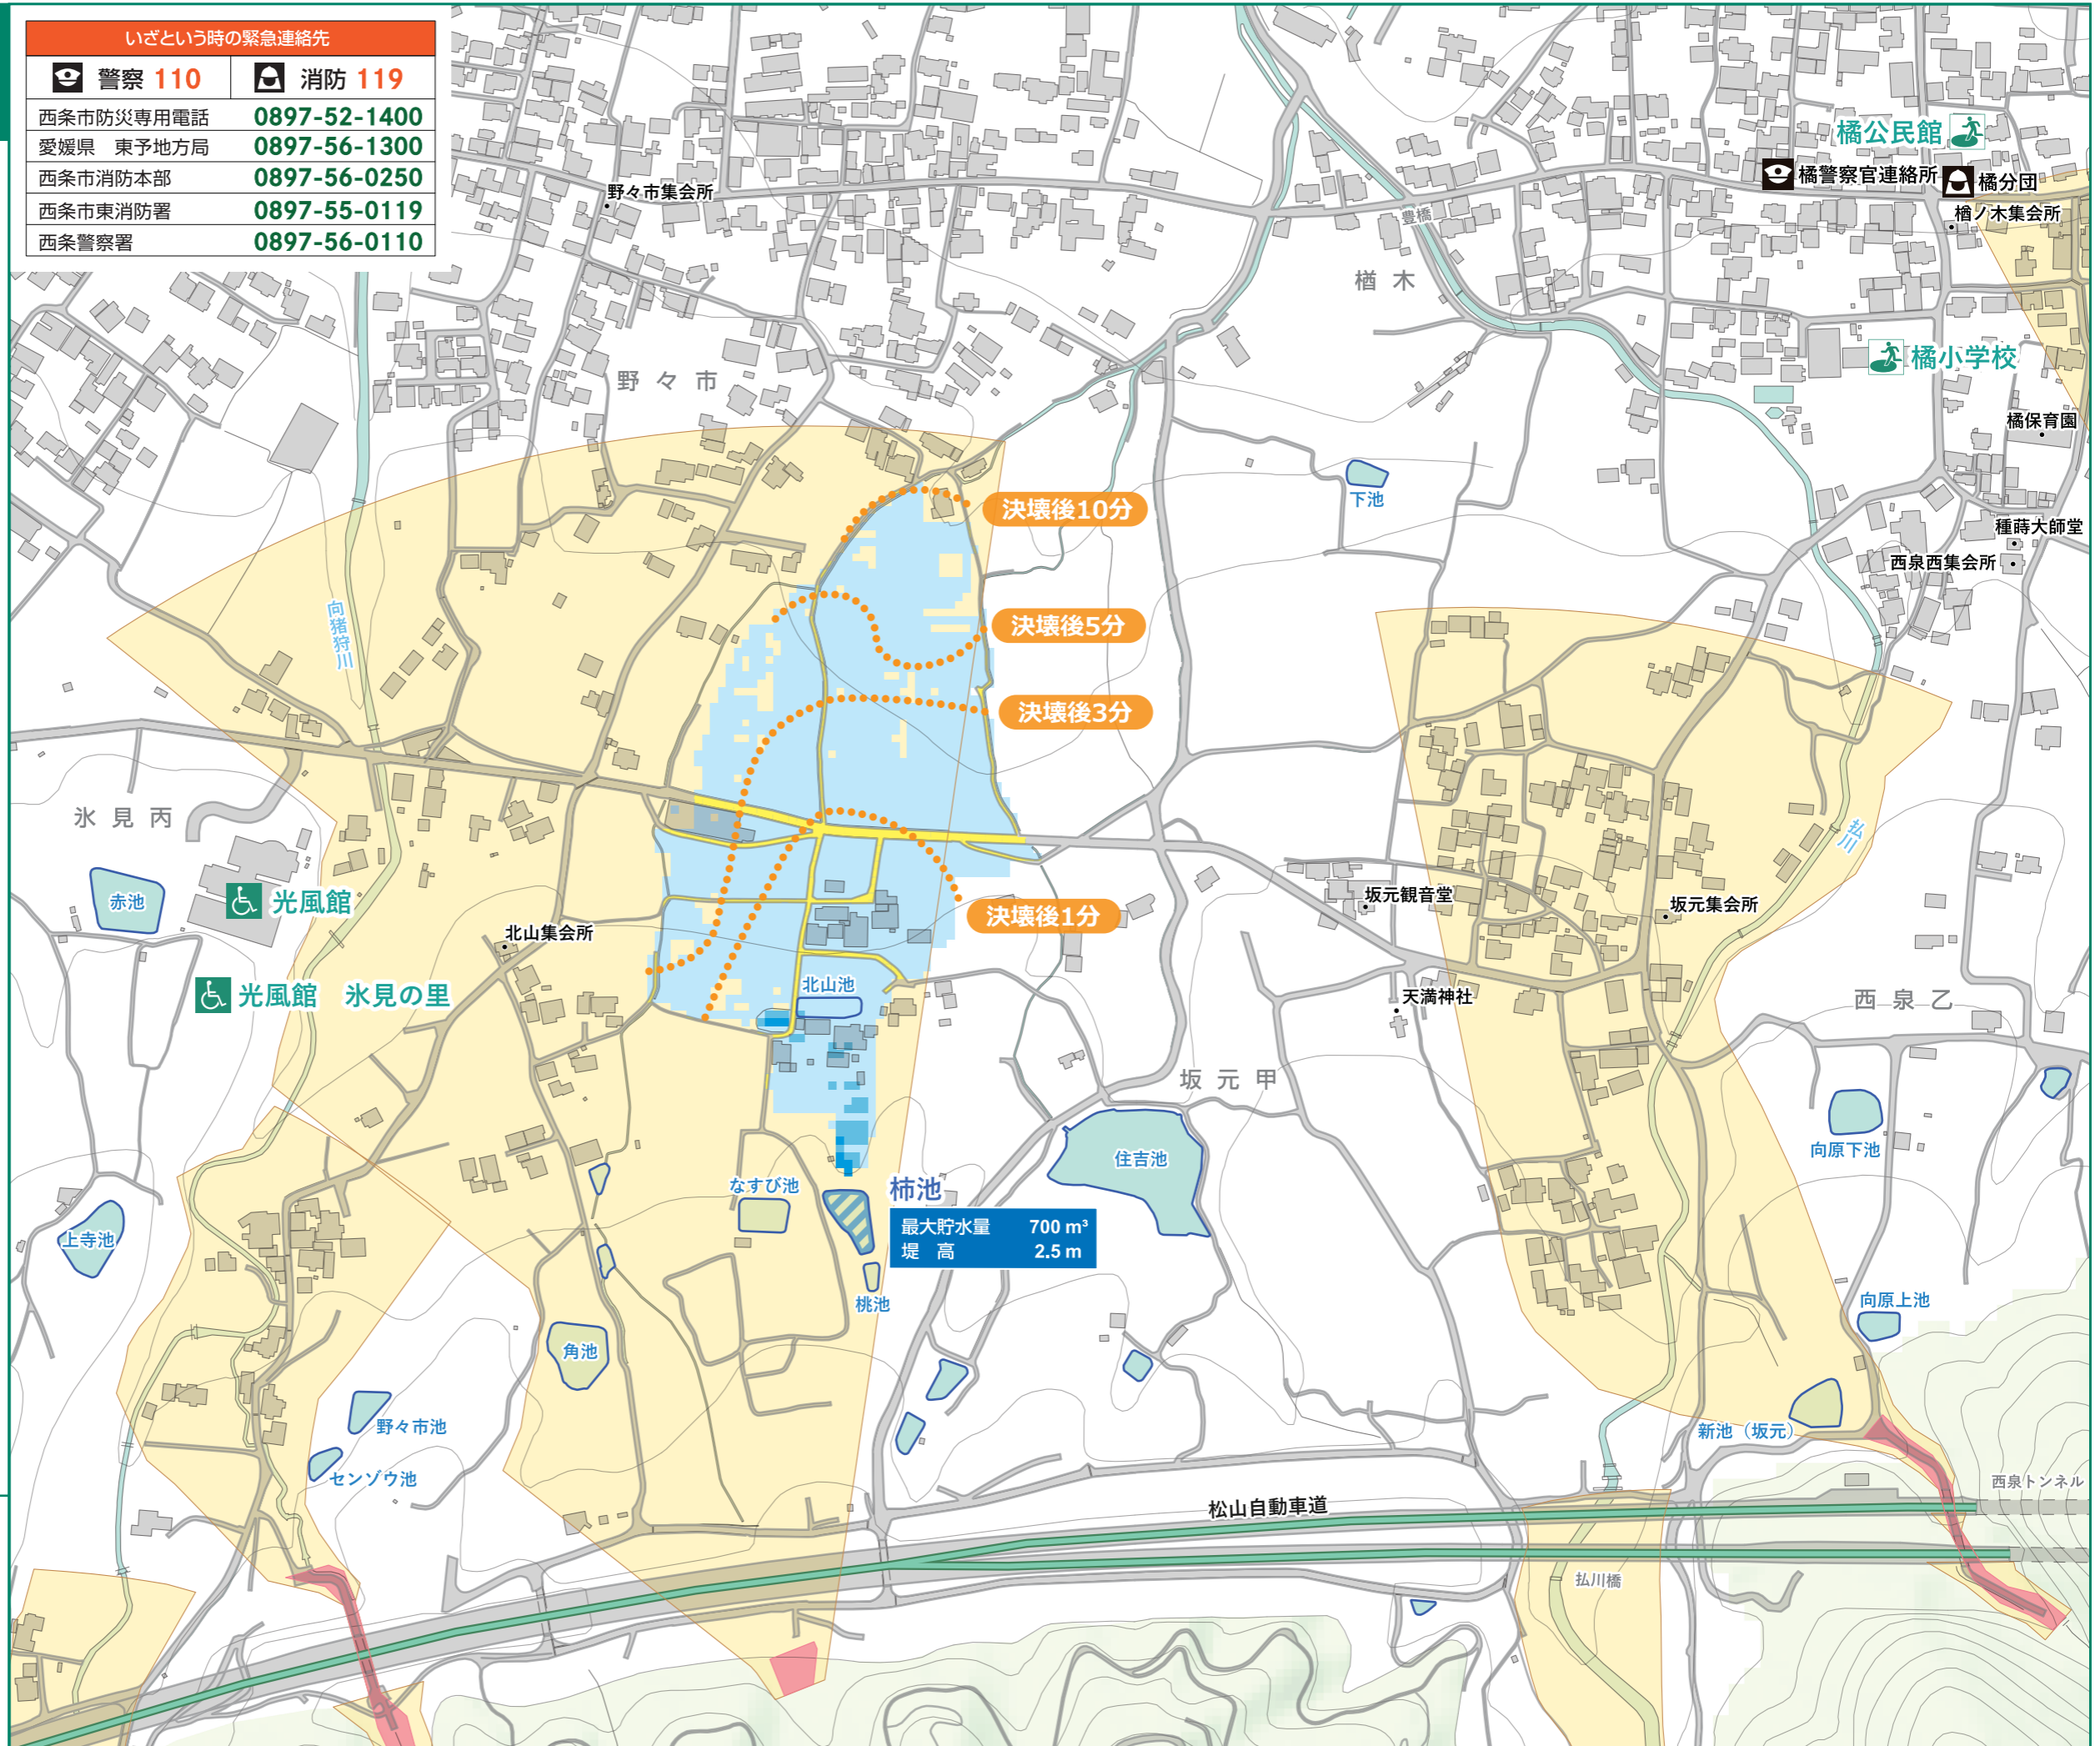 いざという時の緊急連絡先
警察 110 消防 119
西条市防災専用電話 0897-52-1400
愛媛県 東予地方局 0897-56-1300
西条市消防本部 0897-56-0250
西条市東消防署 0897-55-0119
西条警察署 0897-56-0110
橘公民館
橘警察官連絡所
橘分団
野々市集会所
楢ノ木集会所
豊橋
楢木
橘小学校
野々市
橘保育園
下池
決壊後10分
種蒔大師堂
西泉西集会所
向猪狩川
決壊後5分
決壊後3分
氷見丙
払川
赤池
光風館
坂元観音堂
坂元集会所
決壊後1分
北山集会所
光風館 氷見の里
北山池
天満神社
西泉乙
坂元甲
向原下池
住吉池
なすび池
柿池
最大貯水量 700 m³
堤高 2.5 m
上寺池
桃池
向原上池
角池
野々市池
新池（坂元）
センゾウ池
西泉トンネル
松山自動車道
払川橋